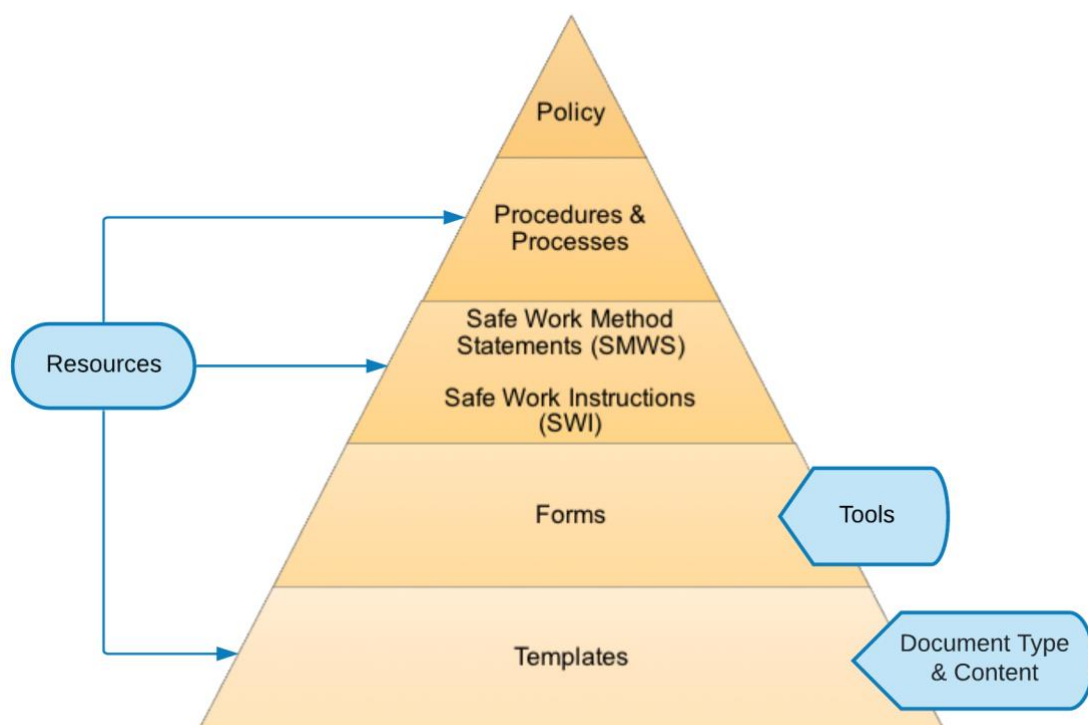 Policy
Procedures &
Processes
Safe Work Method
Statements (SMWS)
Resources
Safe Work Instructions
(SWI)
Forms
Tools
Templates
Document Type
& Content